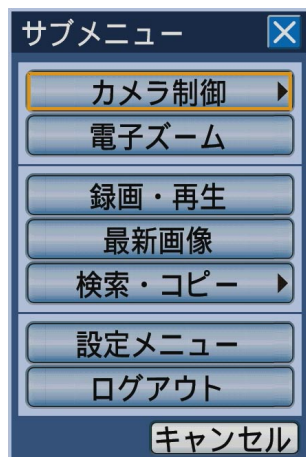 サブメニュー
カメラ制御
電子ズーム
録画・再生
最新画像
検索・コピー
設定メニュー
ログアウト
キャンセル